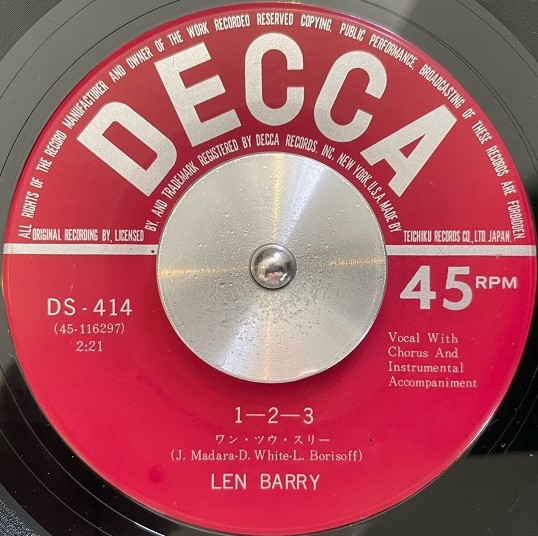 ALL RIGHTS OF THE RECORD MANUFACTURER AND OWNER OF THE WORK RECORDED RESERVED COPYING, PUBLIC PERFORMANCE, BROADCASTING OF THESE RECORDS ARE FORBIDDEN.
DECCA
ORIGINAL RECORDING BY, LICENSED BY, AND TRADEMARK REGISTERED BY DECCA RECORDS, INC. NEW YORK, U.S.A. MADE BY TEICHIKU RECORDS CO., LTD. JAPAN.
45 RPM
DS - 414
(45-116297)
2:21
Vocal With
Chorus And
Instrumental
Accompaniment
1—2—3
ワン・ツウ・スリー
(J. Madara-D. White-L. Borisoff)
LEN BARRY